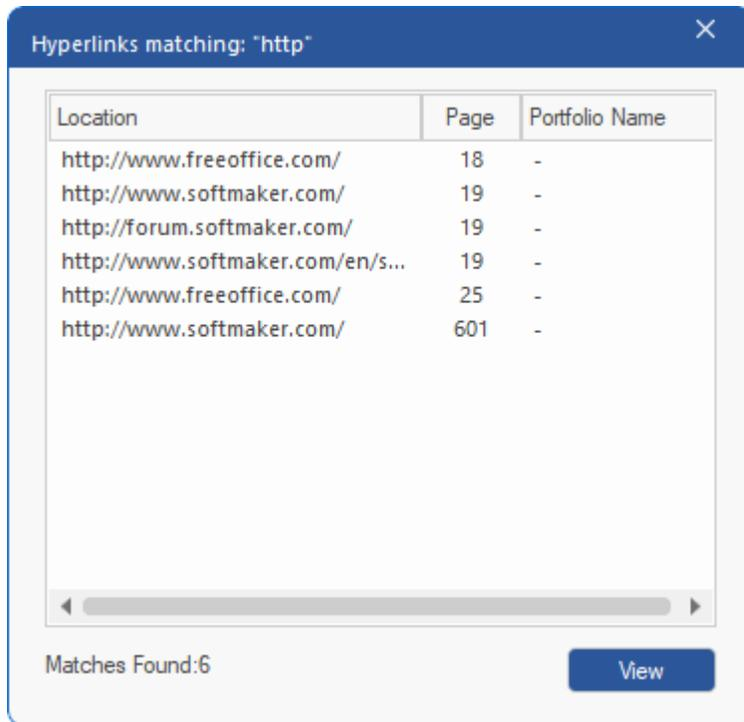 Hyperlinks matching: "http"
Location Page Portfolio Name
http://www.freeoffice.com/ 18 -
http://www.softmaker.com/ 19 -
http://forum.softmaker.com/ 19 -
http://www.softmaker.com/en/s... 19 -
http://www.freeoffice.com/ 25 -
http://www.softmaker.com/ 601 -
Matches Found:6
View